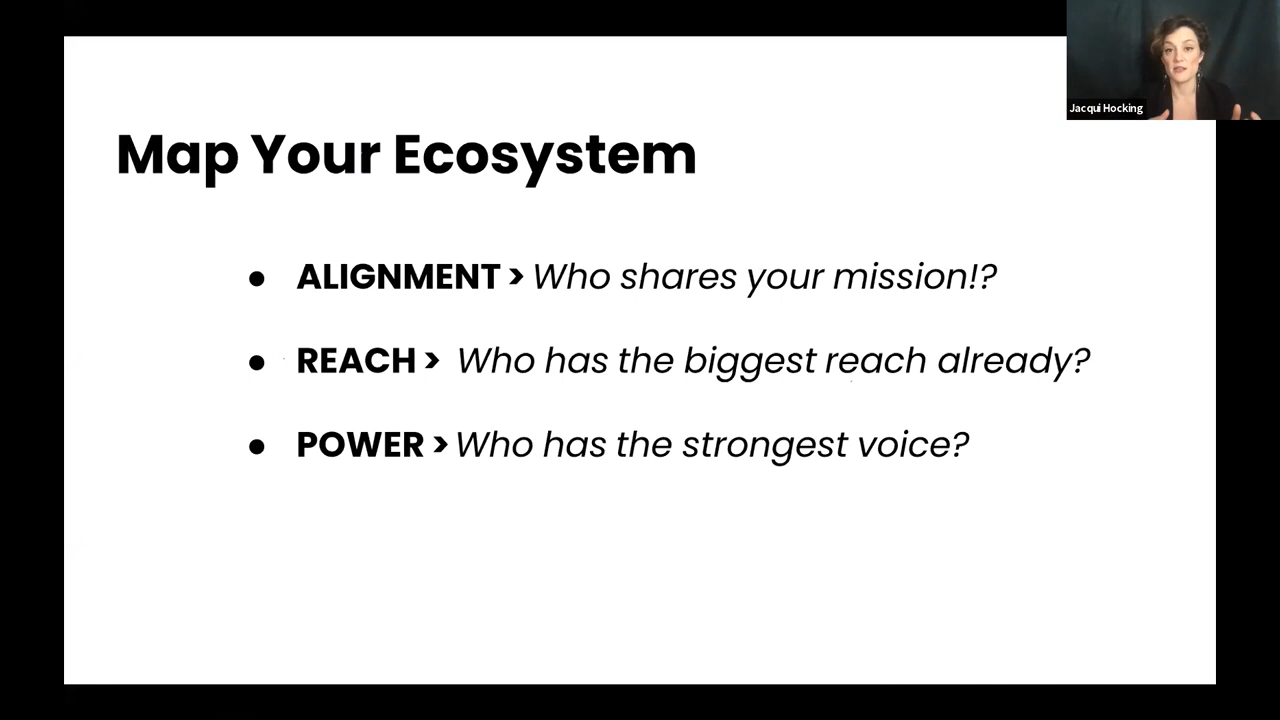 Jacqui Hocking
Map Your Ecosystem
● ALIGNMENT > Who shares your mission!?
● REACH > Who has the biggest reach already?
● POWER > Who has the strongest voice?